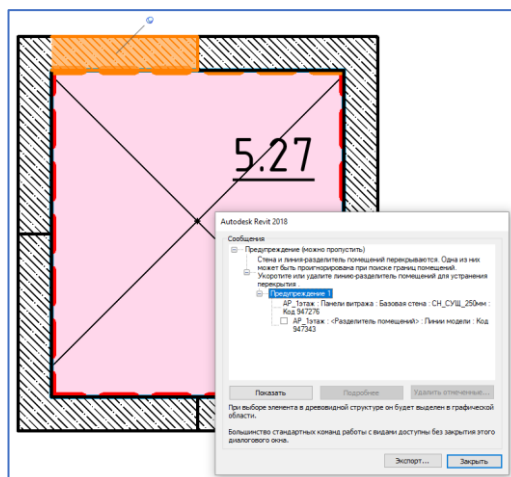 5.27
Autodesk Revit 2018
Сообщения
Предупреждение (можно пропустить)
Стена и линия-разделитель помещений перекрываются. Одна из них
может быть проигнорирована при поиске границ помещений.
Укоротите или удалите линию-разделитель помещений для устранения
перекрытия .
Предупреждение 1
АР_1этаж : Панели витража : Базовая стена : СН_СУЩ_250мм :
Код 947276
АР_1этаж : <Разделитель помещений> : Линии модели : Код
947343
Показать
Подробнее
Удалить отмеченные...
При выборе элемента в древовидной структуре он будет выделен в графической
области.
Большинство стандартных команд работы с видами доступны без закрытия этого
диалогового окна.
Экспорт...
Закрыть